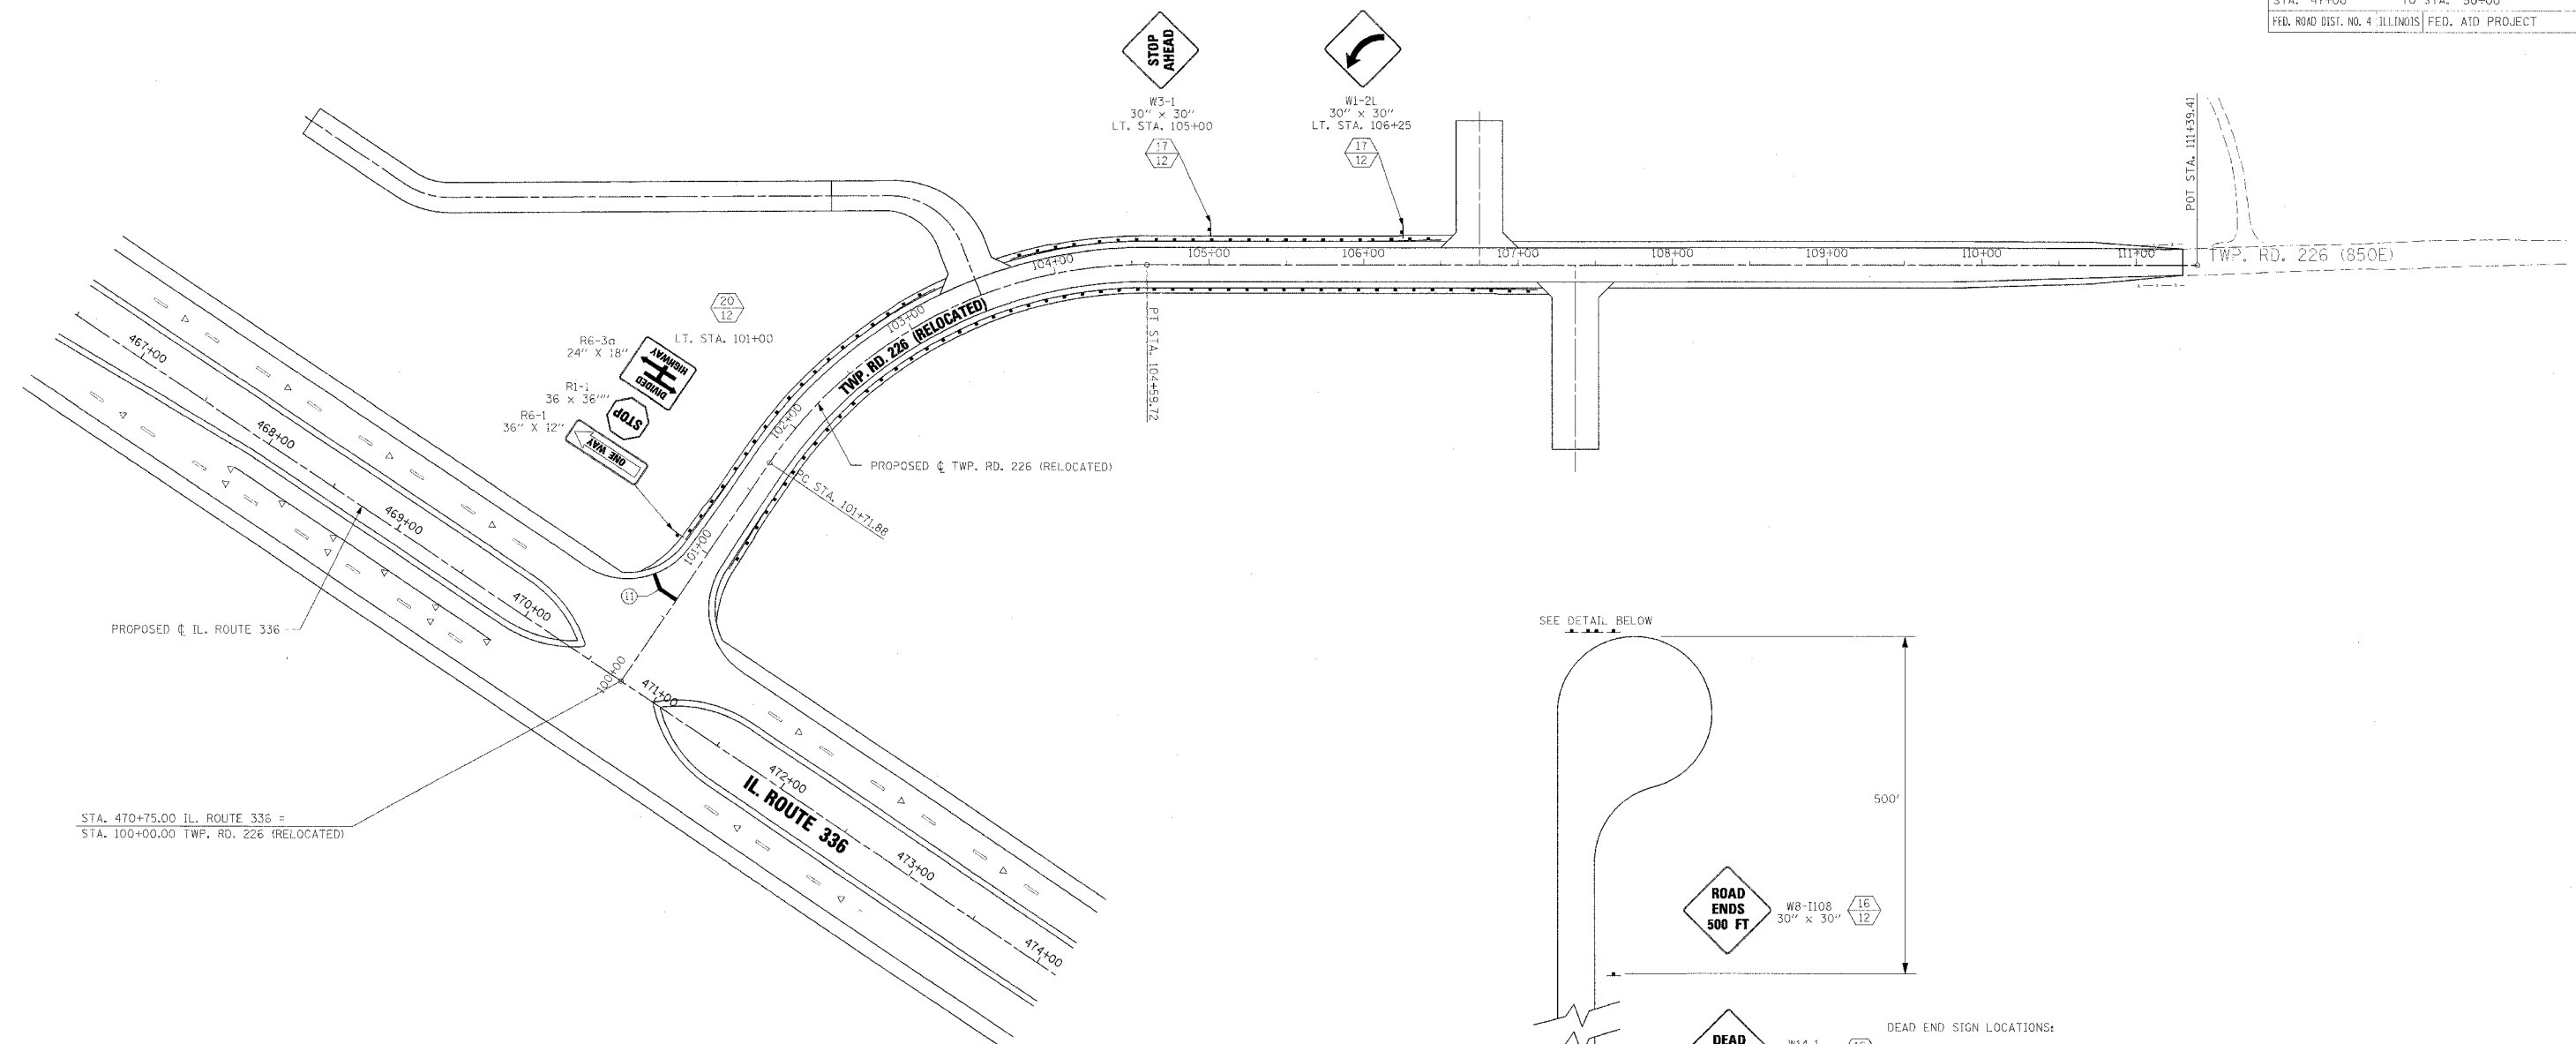 STA. 47+00 TO STA. 50+00
FED. ROAD DIST. NO. 4 ILLINOIS FED. AID PROJECT
STOP
AHEAD
W3-1
30" x 30"
LT. STA. 105+00
17
12
W1-2L
30" x 30"
LT. STA. 106+25
17
12
POT STA. 111+39.41
TWP. RD. 226 (850E)
104+00
105+00
106+00
107+00
108+00
109+00
110+00
111+00
PT STA. 104+59.72
20
12
LT. STA. 101+00
R6-3a
24" X 18"
DIVIDED
HIGHWAY
R1-1
36 x 36""
STOP
R6-1
36" X 12"
ONE WAY
103+00
TWP. RD. 226 (RELOCATED)
102+00
101+00
100+00
PROPOSED ℄ TWP. RD. 226 (RELOCATED)
PC STA. 101+71.88
467+00
468+00
469+00
470+00
471+00
472+00
473+00
474+00
11
PROPOSED ℄ IL. ROUTE 336
IL. ROUTE 336
STA. 470+75.00 IL. ROUTE 336 =
STA. 100+00.00 TWP. RD. 226 (RELOCATED)
SEE DETAIL BELOW
500'
ROAD
ENDS
500 FT
W8-I108
30" x 30"
16
12
DEAD END SIGN LOCATIONS:
DEAD
W14-1